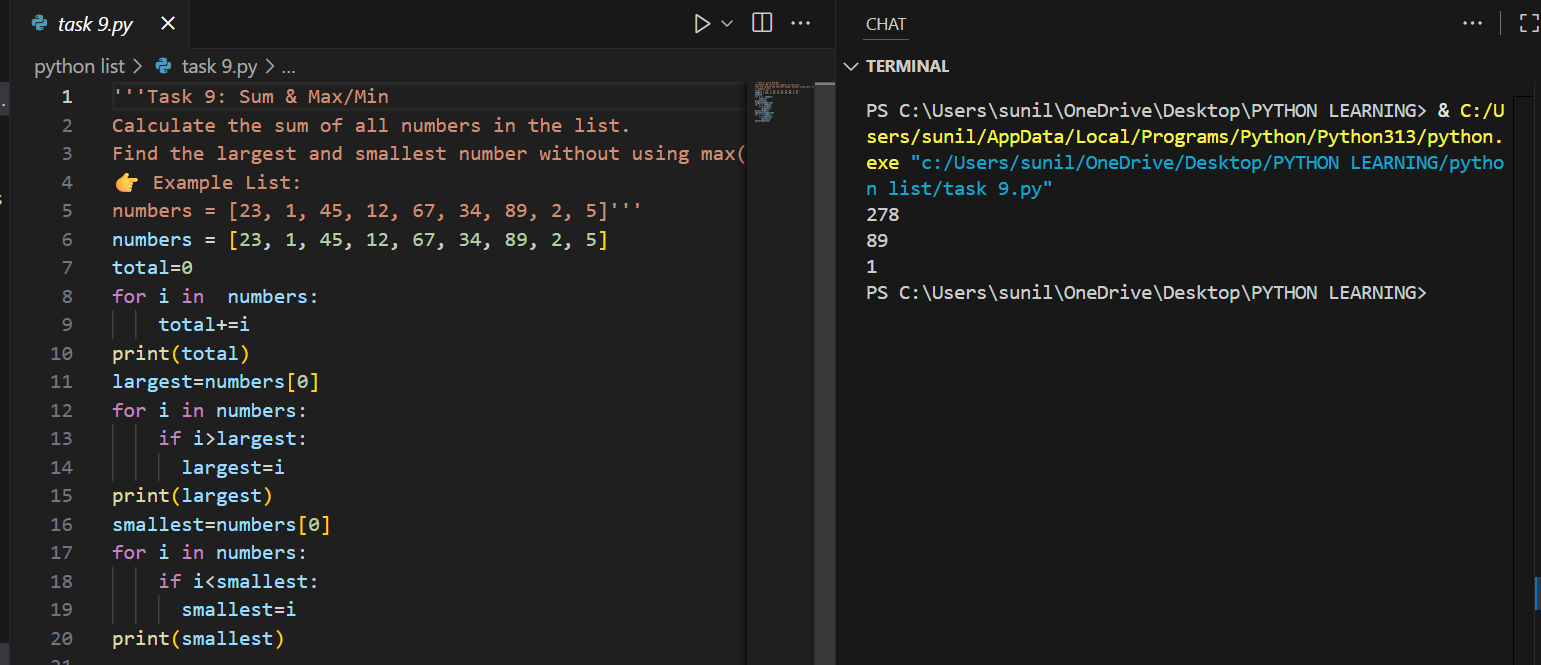 task 9.py
python list > task 9.py > ...
1 '''Task 9: Sum & Max/Min
2 Calculate the sum of all numbers in the list.
3 Find the largest and smallest number without using max(
4 👉 Example List:
5 numbers = [23, 1, 45, 12, 67, 34, 89, 2, 5]'''
6 numbers = [23, 1, 45, 12, 67, 34, 89, 2, 5]
7 total=0
8 for i in  numbers:
9     total+=i
10 print(total)
11 largest=numbers[0]
12 for i in numbers:
13     if i>largest:
14       largest=i
15 print(largest)
16 smallest=numbers[0]
17 for i in numbers:
18     if i<smallest:
19       smallest=i
20 print(smallest)
21
CHAT
TERMINAL
PS C:\Users\sunil\OneDrive\Desktop\PYTHON LEARNING> & C:/U
sers/sunil/AppData/Local/Programs/Python/Python313/python.
exe "c:/Users/sunil/OneDrive/Desktop/PYTHON LEARNING/pytho
n list/task 9.py"
278
89
1
PS C:\Users\sunil\OneDrive\Desktop\PYTHON LEARNING>